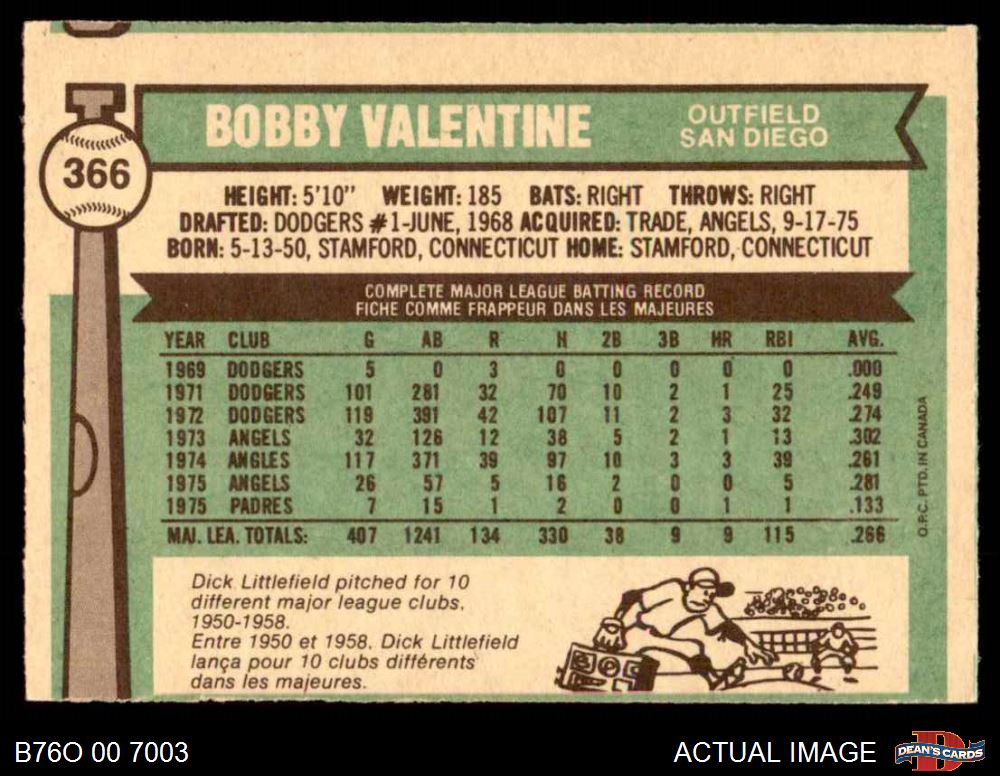 BOBBY VALENTINE
OUTFIELD
SAN DIEGO
366
HEIGHT: 5'10" WEIGHT: 185 BATS: RIGHT THROWS: RIGHT
DRAFTED: DODGERS #1-JUNE, 1968 ACQUIRED: TRADE, ANGELS, 9-17-75
BORN: 5-13-50, STAMFORD, CONNECTICUT HOME: STAMFORD, CONNECTICUT
COMPLETE MAJOR LEAGUE BATTING RECORD
FICHE COMME FRAPPEUR DANS LES MAJEURES
YEAR CLUB G AB R H 2B 3B HR RBI AVG.
1969 DODGERS 5 0 3 0 0 0 0 0 .000
1971 DODGERS 101 281 32 70 10 2 1 25 .249
1972 DODGERS 119 391 42 107 11 2 3 32 .274
1973 ANGELS 32 126 12 38 5 2 1 13 .302
1974 ANGLES 117 371 39 97 10 3 3 39 .261
1975 ANGELS 26 57 5 16 2 0 0 5 .281
1975 PADRES 7 15 1 2 0 0 1 1 .133
MAJ. LEA. TOTALS: 407 1241 134 330 38 9 9 115 .266
O.P.C. PTD. IN CANADA
Dick Littlefield pitched for 10
different major league clubs,
1950-1958.
Entre 1950 et 1958, Dick Littlefield
lança pour 10 clubs différents
dans les majeures.
B76O 00 7003
ACTUAL IMAGE
DEAN'S CARDS